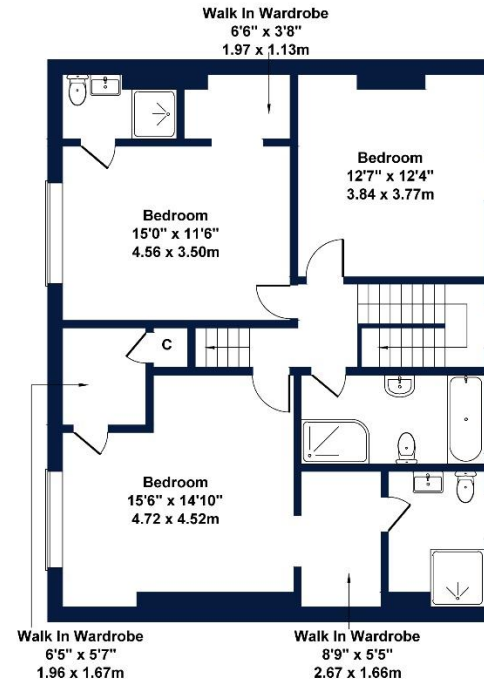 Walk In Wardrobe
6'6" x 3'8"
1.97 x 1.13m
Bedroom
12'7" x 12'4"
3.84 x 3.77m
Bedroom
15'0" x 11'6"
4.56 x 3.50m
C
Bedroom
15'6" x 14'10"
4.72 x 4.52m
Walk In Wardrobe
6'5" x 5'7"
1.96 x 1.67m
Walk In Wardrobe
8'9" x 5'5"
2.67 x 1.66m